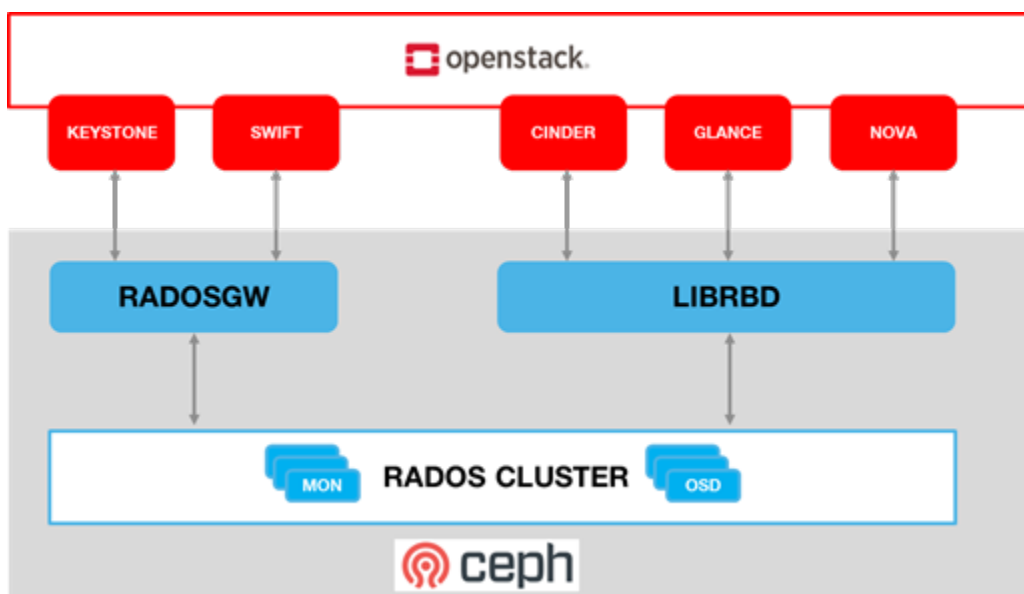 openstack.
KEYSTONE SWIFT CINDER GLANCE NOVA
RADOSGW LIBRBD
MON RADOS CLUSTER OSD
ceph